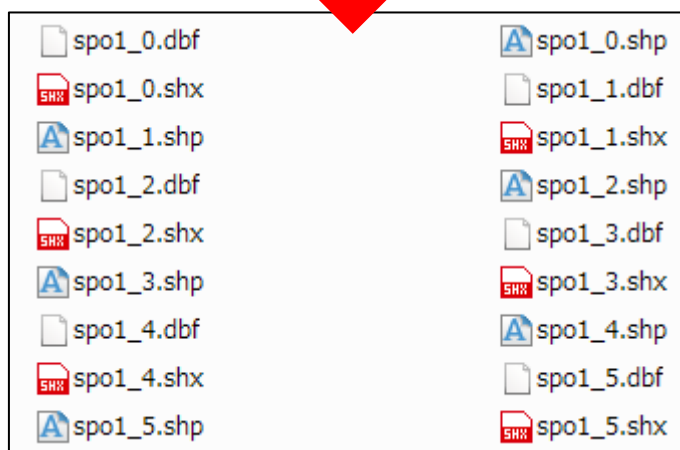 spo1_0.dbf spo1_0.shp
spo1_0.shx spo1_1.dbf
spo1_1.shp spo1_1.shx
spo1_2.dbf spo1_2.shp
spo1_2.shx spo1_3.dbf
spo1_3.shp spo1_3.shx
spo1_4.dbf spo1_4.shp
spo1_4.shx spo1_5.dbf
spo1_5.shp spo1_5.shx